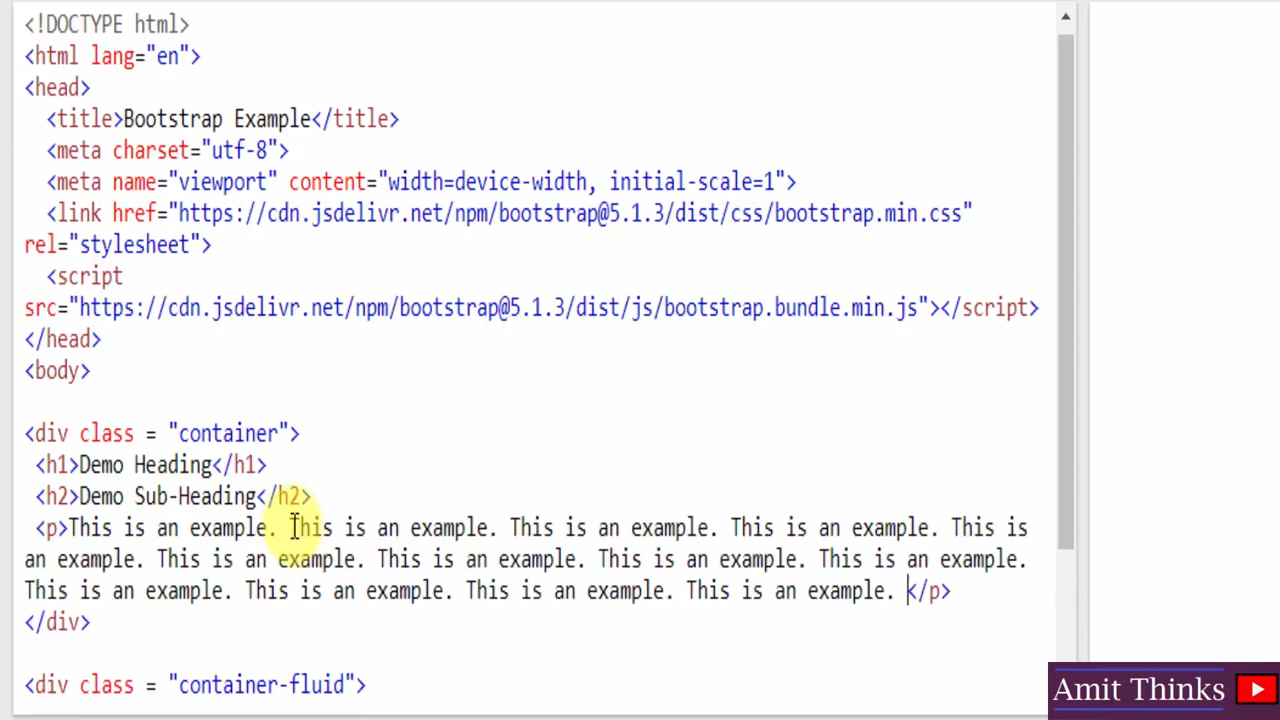 <!DOCTYPE html>
<html lang="en">
<head>
<title>Bootstrap Example</title>
<meta charset="utf-8">
<meta name="viewport" content="width=device-width, initial-scale=1">
<link href="https://cdn.jsdelivr.net/npm/bootstrap@5.1.3/dist/css/bootstrap.min.css"
rel="stylesheet">
<script
src="https://cdn.jsdelivr.net/npm/bootstrap@5.1.3/dist/js/bootstrap.bundle.min.js"></script>
</head>
<body>
<div class = "container">
<h1>Demo Heading</h1>
<h2>Demo Sub-Heading</h2>
<p>This is an example. This is an example. This is an example. This is an example. This is
an example. This is an example. This is an example. This is an example. This is an example.
This is an example. This is an example. This is an example. This is an example. </p>
</div>
<div class = "container-fluid">
Amit Thinks